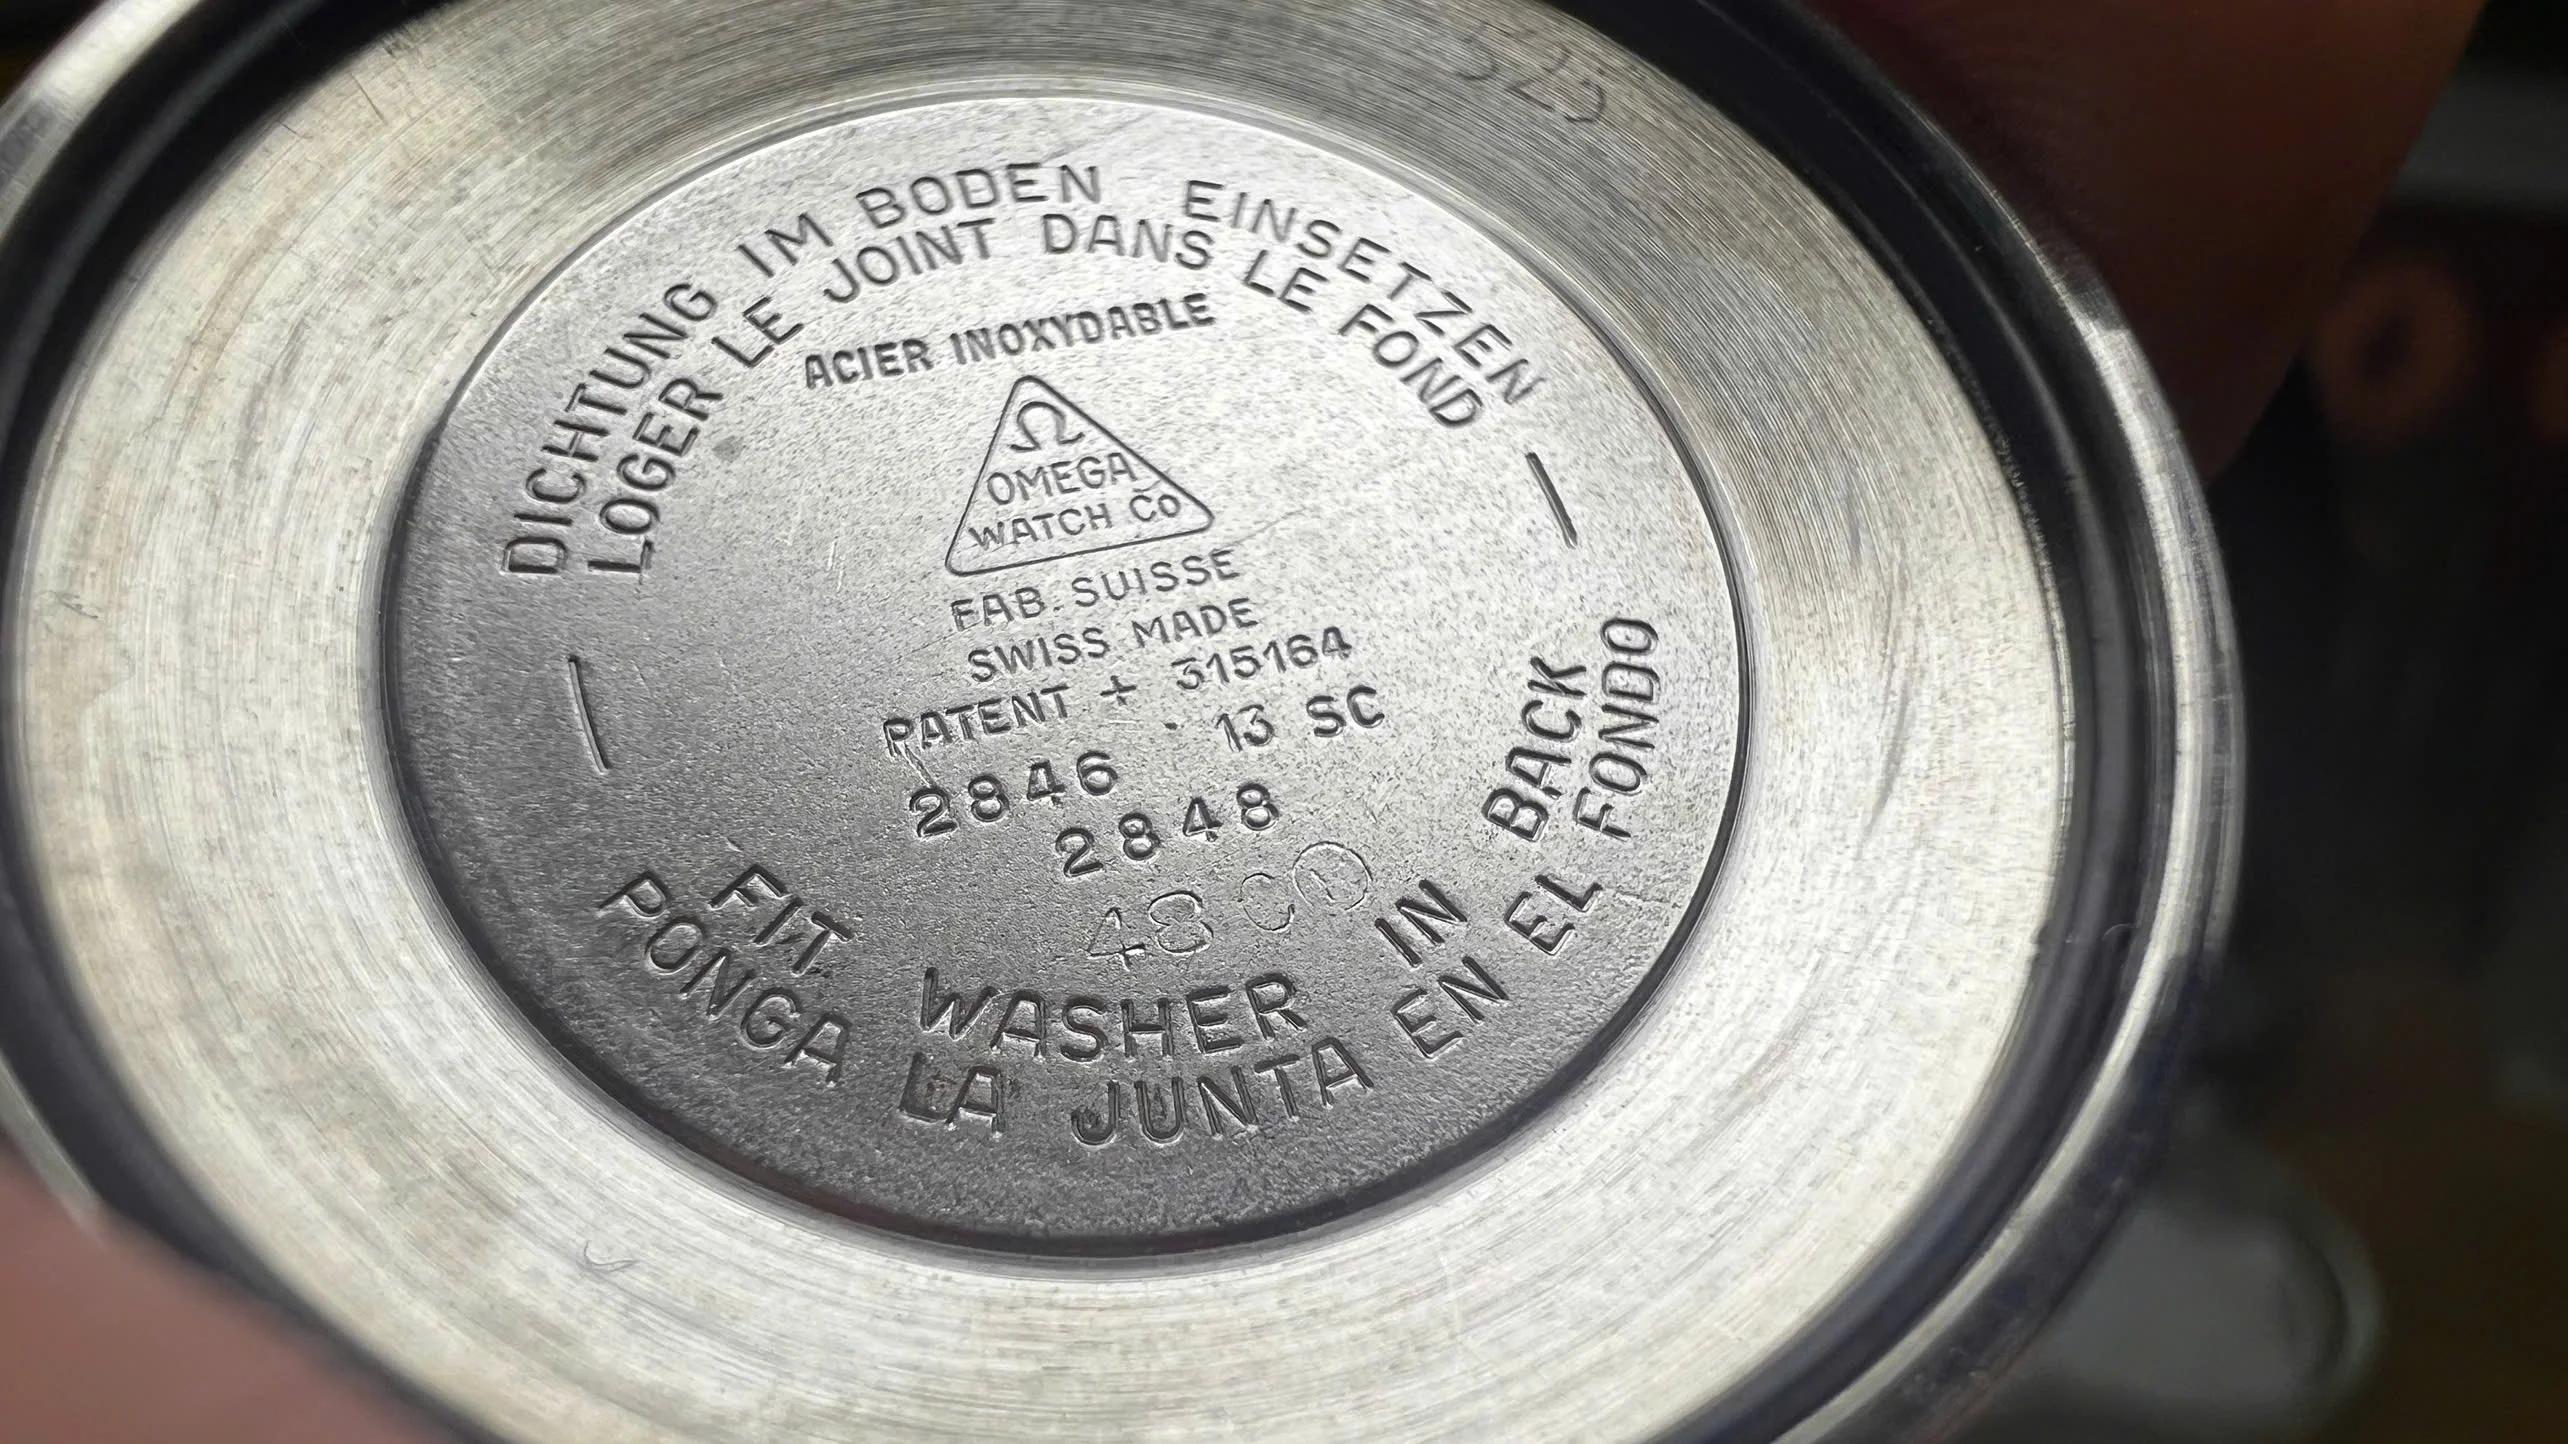 DICHTUNG IM BODEN EINSETZEN
LOGER LE JOINT DANS LE FOND
ACIER INOXYDABLE
Ω
OMEGA
WATCH Co
FAB. SUISSE
SWISS MADE
PATENT + 315164
2846 · 13 SC
2848
FIT WASHER IN BACK
PONGA LA JUNTA EN EL FONDO